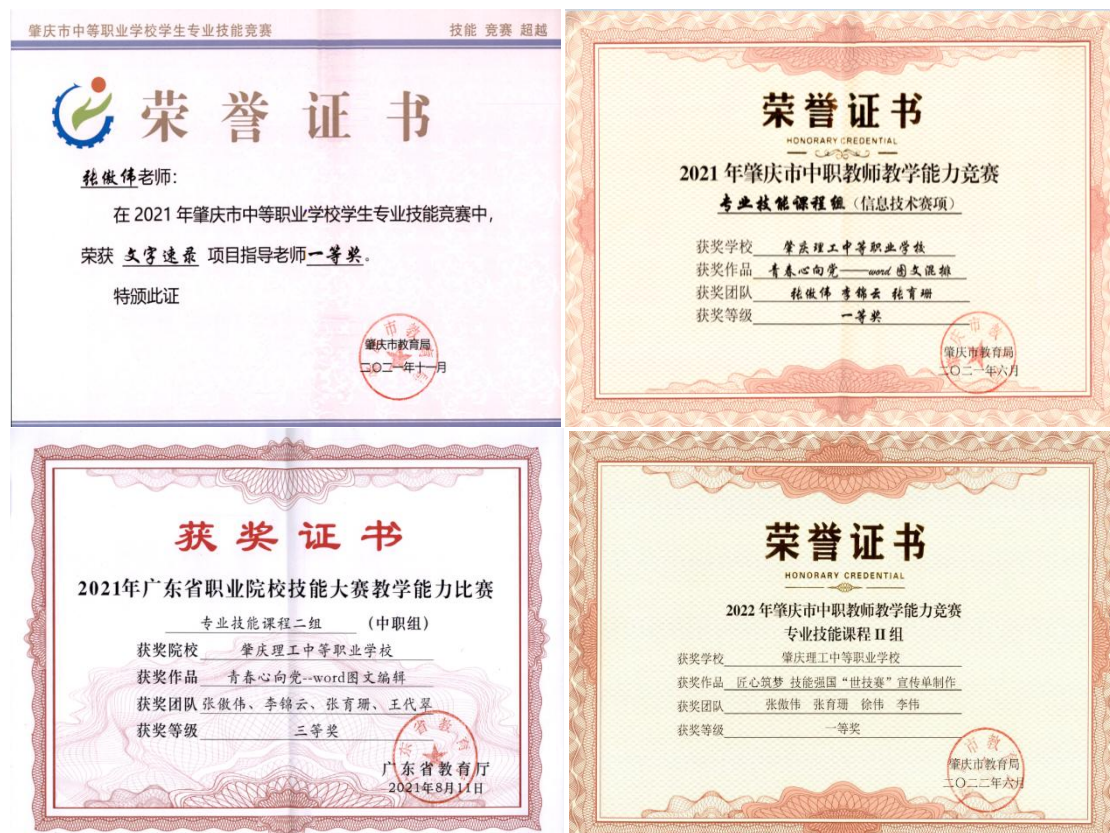 肇庆市中等职业学校学生专业技能竞赛
技能 竞赛 超越
荣誉证书
张傲伟老师：
在 2021 年肇庆市中等职业学校学生专业技能竞赛中，
荣获 文字速录 项目指导老师一等奖。
特颁此证
肇庆市教育局
二〇二一年十一月
荣誉证书
HONORARY CREDENTIAL
2021 年肇庆市中职教师教学能力竞赛
专业技能课程组（信息技术赛项）
获奖学校 肇庆理工中等职业学校
获奖作品 青春心向党——word 图文混排
获奖团队 张傲伟 李锦云 张育珊
获奖等级 一等奖
肇庆市教育局
二〇二一年六月
获奖证书
2021年广东省职业院校技能大赛教学能力比赛
专业技能课程二组 （中职组）
获奖院校 肇庆理工中等职业学校
获奖作品 青春心向党--word图文编辑
获奖团队 张傲伟、李锦云、张育珊、王代翠
获奖等级 三等奖
广东省教育厅
2021年8月11日
荣誉证书
HONORARY CREDENTIAL
2022 年肇庆市中职教师教学能力竞赛
专业技能课程 II 组
获奖学校 肇庆理工中等职业学校
获奖作品 匠心筑梦 技能强国“世技赛”宣传单制作
获奖团队 张傲伟 张育珊 徐伟 李伟
获奖等级 一等奖
肇庆市教育局
二〇二二年六月